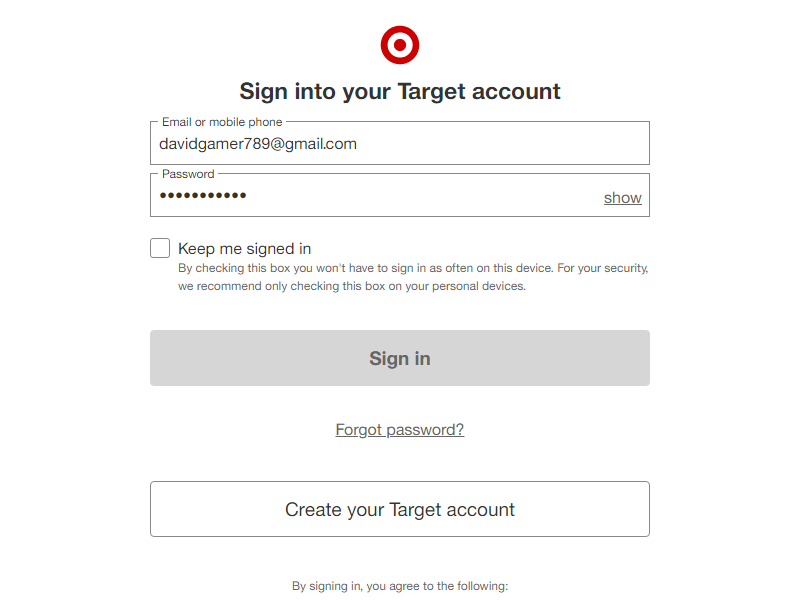 Sign into your Target account
Email or mobile phone
davidgamer789@gmail.com
Password
•••••••••••
show
Keep me signed in
By checking this box you won't have to sign in as often on this device. For your security,
we recommend only checking this box on your personal devices.
Sign in
Forgot password?
Create your Target account
By signing in, you agree to the following: